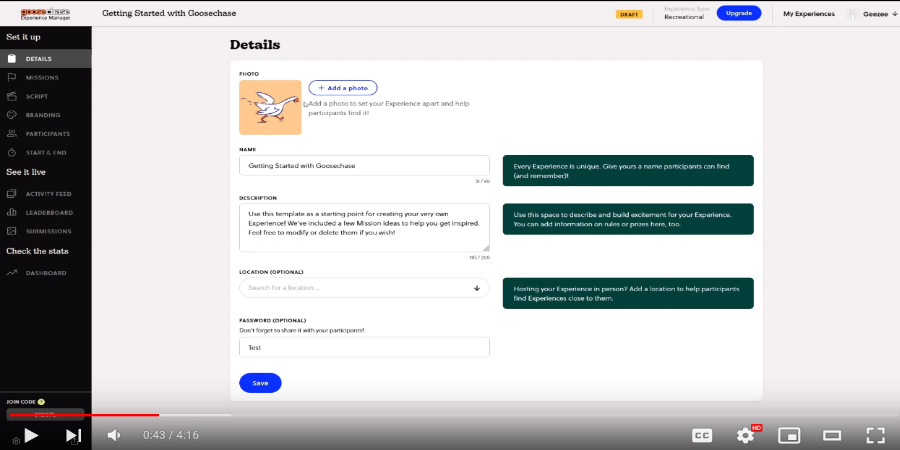 goosechase
Experience Manager
Getting Started with Goosechase
DRAFT
Experience Type
Recreational
Upgrade
My Experiences
Geezee
Set it up
DETAILS
MISSIONS
SCRIPT
BRANDING
PARTICIPANTS
START & END
See it live
ACTIVITY FEED
LEADERBOARD
SUBMISSIONS
Check the stats
DASHBOARD
JOIN CODE
Details
PHOTO
+ Add a photo
Add a photo to set your Experience apart and help
participants find it!
NAME
Getting Started with Goosechase
31 / 60
Every Experience is unique. Give yours a name participants can find
(and remember)!
DESCRIPTION
Use this template as a starting point for creating your very own
Experience! We've included a few Mission ideas to help you get inspired.
Feel free to modify or delete them if you wish!
185 / 200
Use this space to describe and build excitement for your Experience.
You can add information on rules or prizes here, too.
LOCATION (OPTIONAL)
Search for a location...
Hosting your Experience in person? Add a location to help participants
find Experiences close to them.
PASSWORD (OPTIONAL)
Don't forget to share it with your participants!
Test
Save
0:43 / 4:16
CC
HD